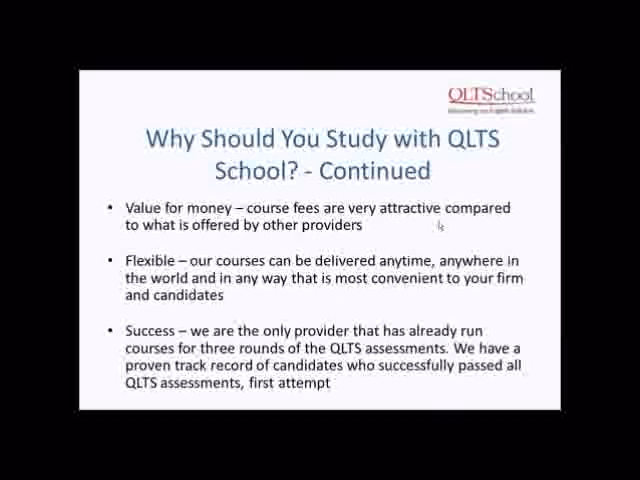 QLTSchool
Why Should You Study with QLTS
School? - Continued
• Value for money – course fees are very attractive compared
to what is offered by other providers
• Flexible – our courses can be delivered anytime, anywhere in
the world and in any way that is most convenient to your firm
and candidates
• Success – we are the only provider that has already run
courses for three rounds of the QLTS assessments. We have a
proven track record of candidates who successfully passed all
QLTS assessments, first attempt